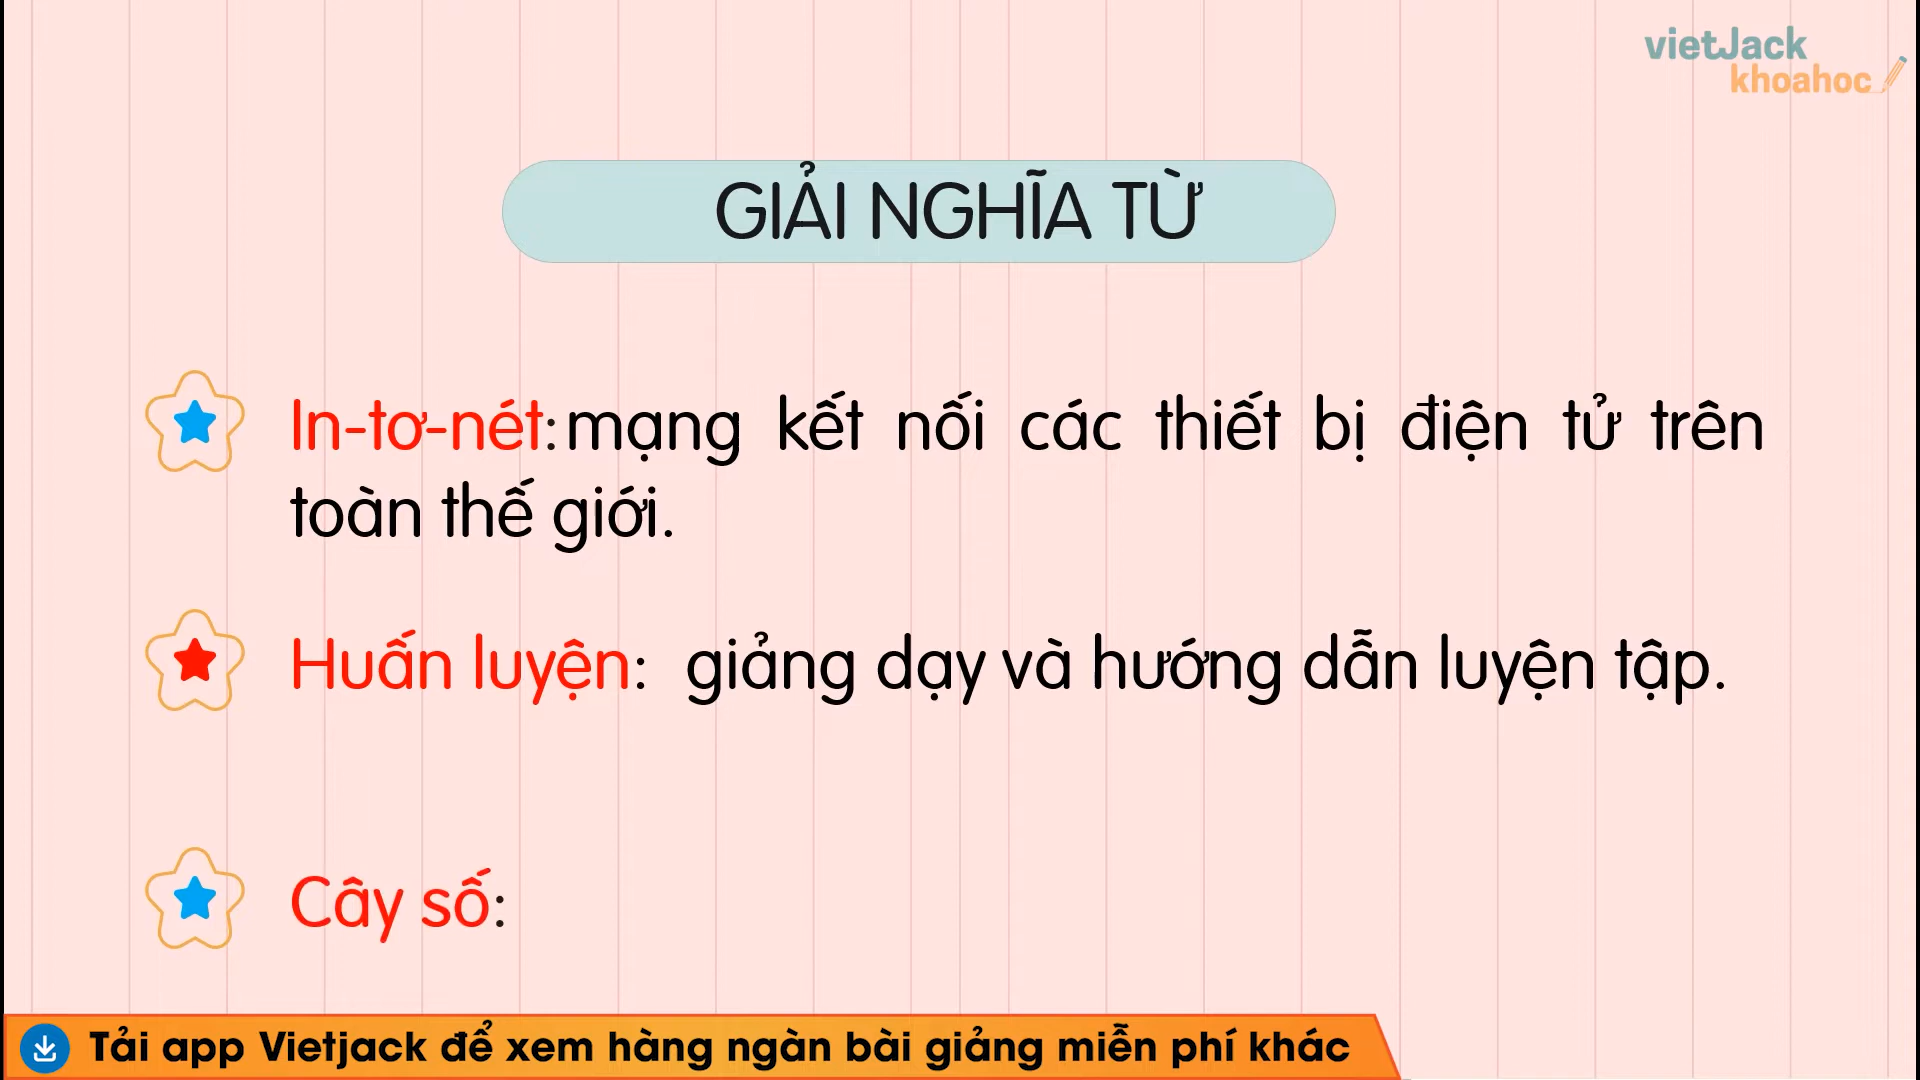 vietJack
khoahoc
GIẢI NGHĨA TỪ
In-tơ-nét: mạng kết nối các thiết bị điện tử trên
toàn thế giới.
Huấn luyện: giảng dạy và hướng dẫn luyện tập.
Cây số:
Tải app Vietjack để xem hàng ngàn bài giảng miễn phí khác